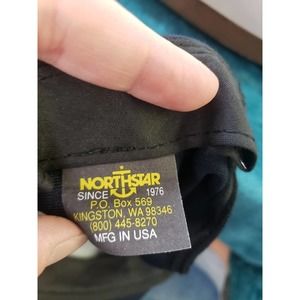 NORTHSTAR
SINCE 1976
P.O. Box 569
KINGSTON, WA 98346
(800) 445-8270
MFG IN USA